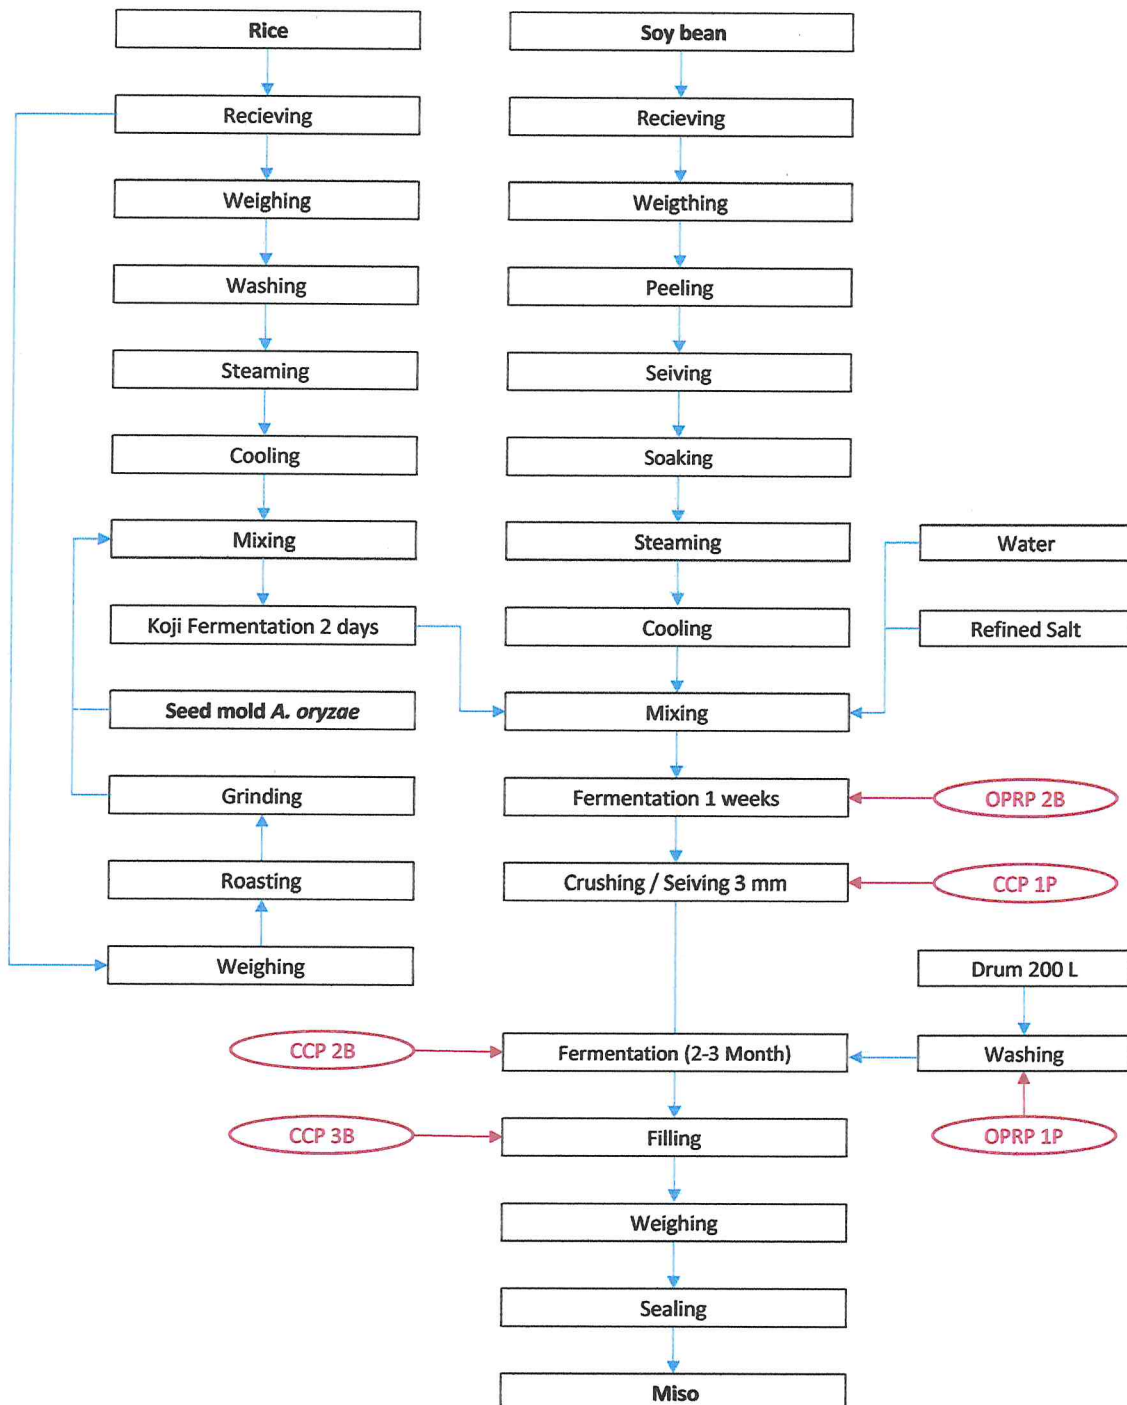 Rice
Recieving
Weighing
Washing
Steaming
Cooling
Mixing
Koji Fermentation 2 days
Seed mold A. oryzae
Grinding
Roasting
Weighing
Soy bean
Recieving
Weigthing
Peeling
Seiving
Soaking
Steaming
Cooling
Mixing
Fermentation 1 weeks
Crushing / Seiving 3 mm
Fermentation (2-3 Month)
Filling
Weighing
Sealing
Miso
Water
Refined Salt
OPRP 2B
CCP 1P
Drum 200 L
Washing
OPRP 1P
CCP 2B
CCP 3B